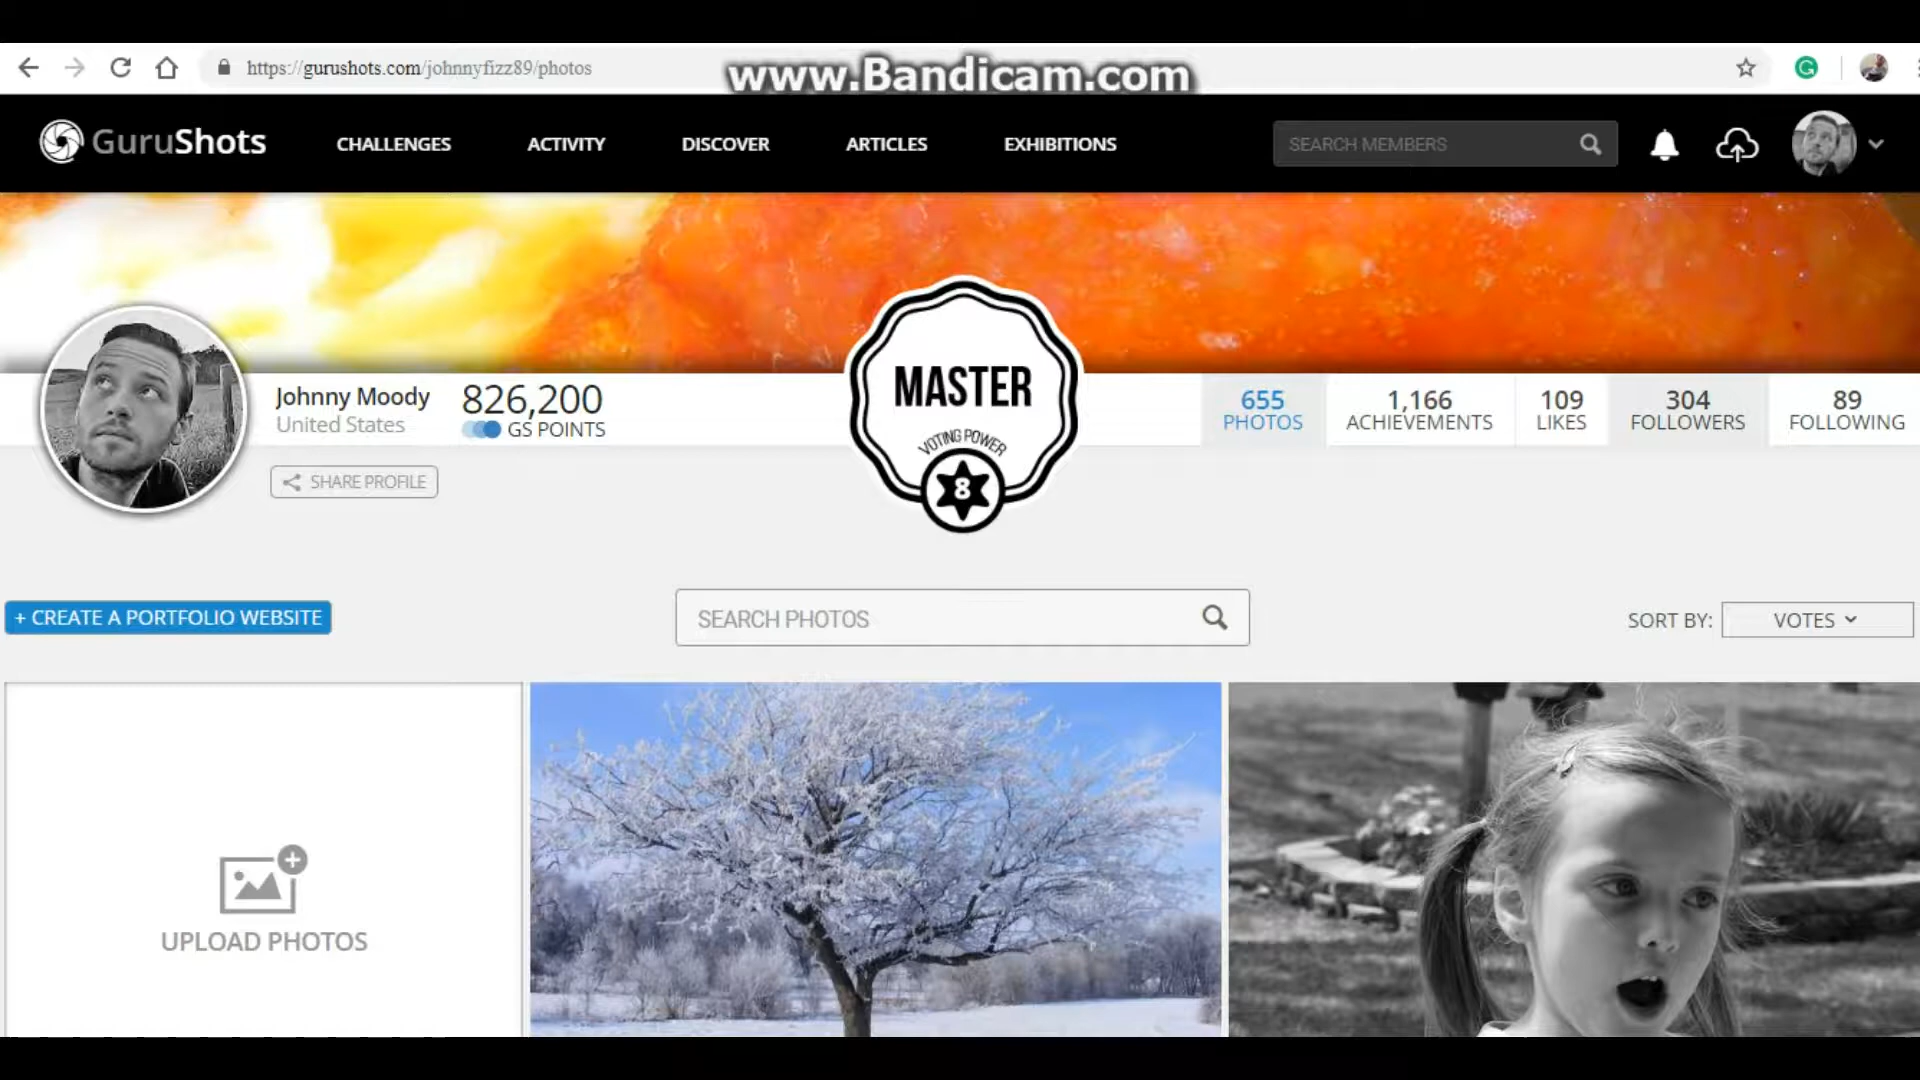 https://gurushots.com/johnnyfizz89/photos
www.Bandicam.com
GuruShots
CHALLENGES
ACTIVITY
DISCOVER
ARTICLES
EXHIBITIONS
SEARCH MEMBERS
MASTER
VOTING POWER
8
Johnny Moody
United States
826,200
GS POINTS
655
PHOTOS
1,166
ACHIEVEMENTS
109
LIKES
304
FOLLOWERS
89
FOLLOWING
SHARE PROFILE
+ CREATE A PORTFOLIO WEBSITE
SEARCH PHOTOS
SORT BY:
VOTES
UPLOAD PHOTOS